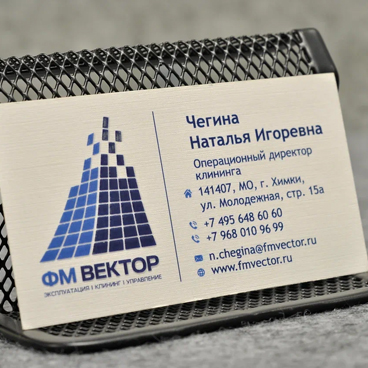 Чегина
Наталья Игоревна
Операционный директор
клининга
141407, МО, г. Химки,
ул. Молодежная, стр. 15а
+7 495 648 60 60
+7 968 010 96 99
n.chegina@fmvector.ru
www.fmvector.ru
ФМ ВЕКТОР
ЭКСПЛУАТАЦИЯ | КЛИНИНГ | УПРАВЛЕНИЕ